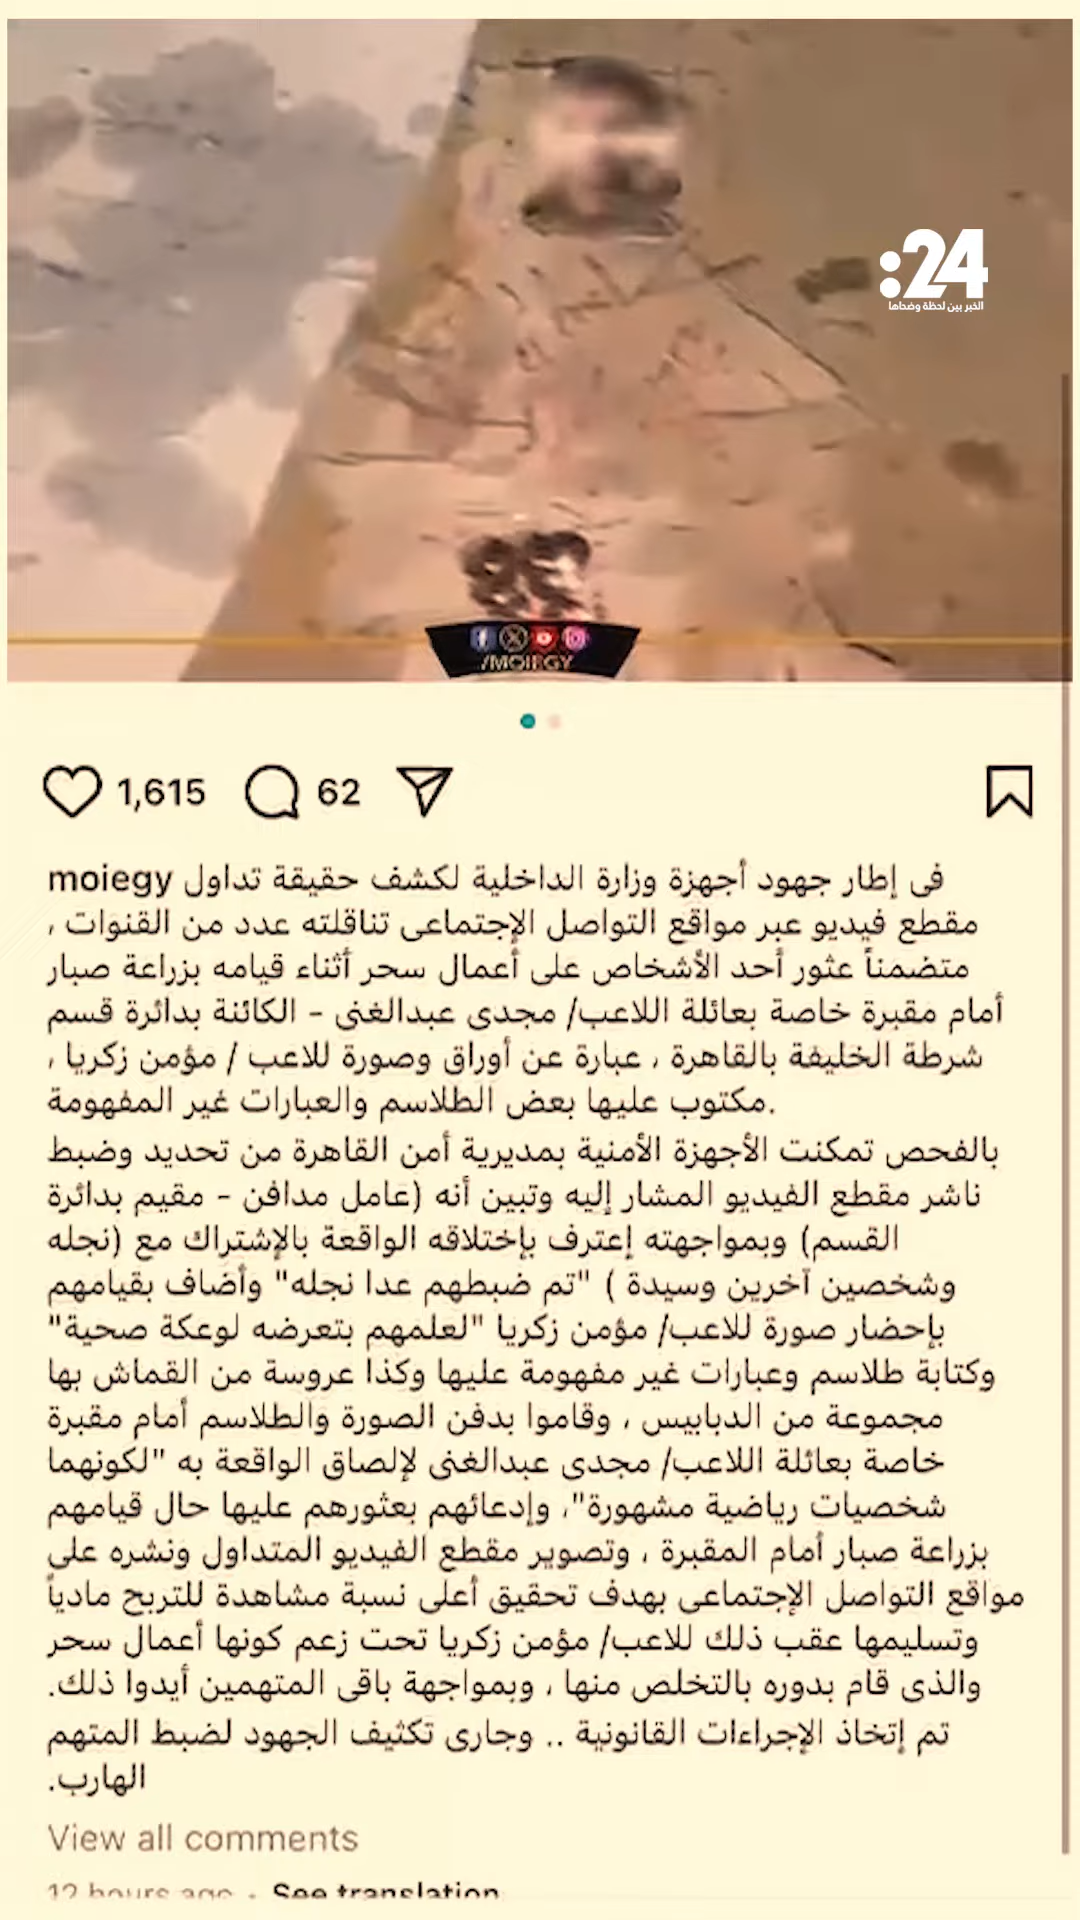 :24
الخبر بين لحظة وضحاها
/MOIEGY
1,615
62
moiegy فى إطار جهود أجهزة وزارة الداخلية لكشف حقيقة تداول
مقطع فيديو عبر مواقع التواصل الإجتماعى تناقلته عدد من القنوات ،
متضمناً عثور أحد الأشخاص على أعمال سحر أثناء قيامه بزراعة صبار
أمام مقبرة خاصة بعائلة اللاعب/ مجدى عبدالغنى – الكائنة بدائرة قسم
شرطة الخليفة بالقاهرة ، عبارة عن أوراق وصورة للاعب / مؤمن زكريا ،
مكتوب عليها بعض الطلاسم والعبارات غير المفهومة.
بالفحص تمكنت الأجهزة الأمنية بمديرية أمن القاهرة من تحديد وضبط
ناشر مقطع الفيديو المشار إليه وتبين أنه (عامل مدافن – مقيم بدائرة
القسم) وبمواجهته إعترف بإختلاقه الواقعة بالإشتراك مع (نجله
وشخصين آخرين وسيدة ) "تم ضبطهم عدا نجله" وأضاف بقيامهم
بإحضار صورة للاعب/ مؤمن زكريا "لعلمهم بتعرضه لوعكة صحية"
وكتابة طلاسم وعبارات غير مفهومة عليها وكذا عروسة من القماش بها
مجموعة من الدبابيس ، وقاموا بدفن الصورة والطلاسم أمام مقبرة
خاصة بعائلة اللاعب/ مجدى عبدالغنى لإلصاق الواقعة به "لكونهما
شخصيات رياضية مشهورة"، وإدعائهم بعثورهم عليها حال قيامهم
بزراعة صبار أمام المقبرة ، وتصوير مقطع الفيديو المتداول ونشره على
مواقع التواصل الإجتماعى بهدف تحقيق أعلى نسبة مشاهدة للتربح مادياً
وتسليمها عقب ذلك للاعب/ مؤمن زكريا تحت زعم كونها أعمال سحر
والذى قام بدوره بالتخلص منها ، وبمواجهة باقى المتهمين أيدوا ذلك.
تم إتخاذ الإجراءات القانونية .. وجارى تكثيف الجهود لضبط المتهم
الهارب.
View all comments
12 hours ago · See translation